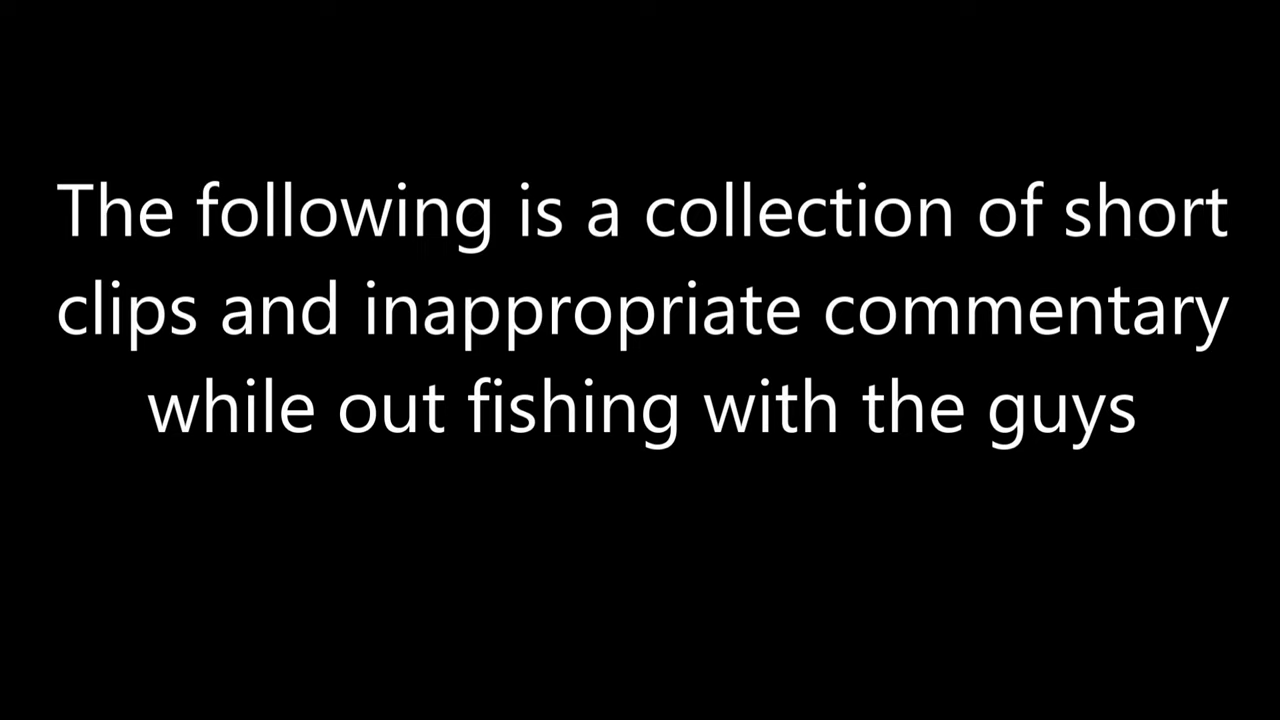 The following is a collection of short
clips and inappropriate commentary
while out fishing with the guys